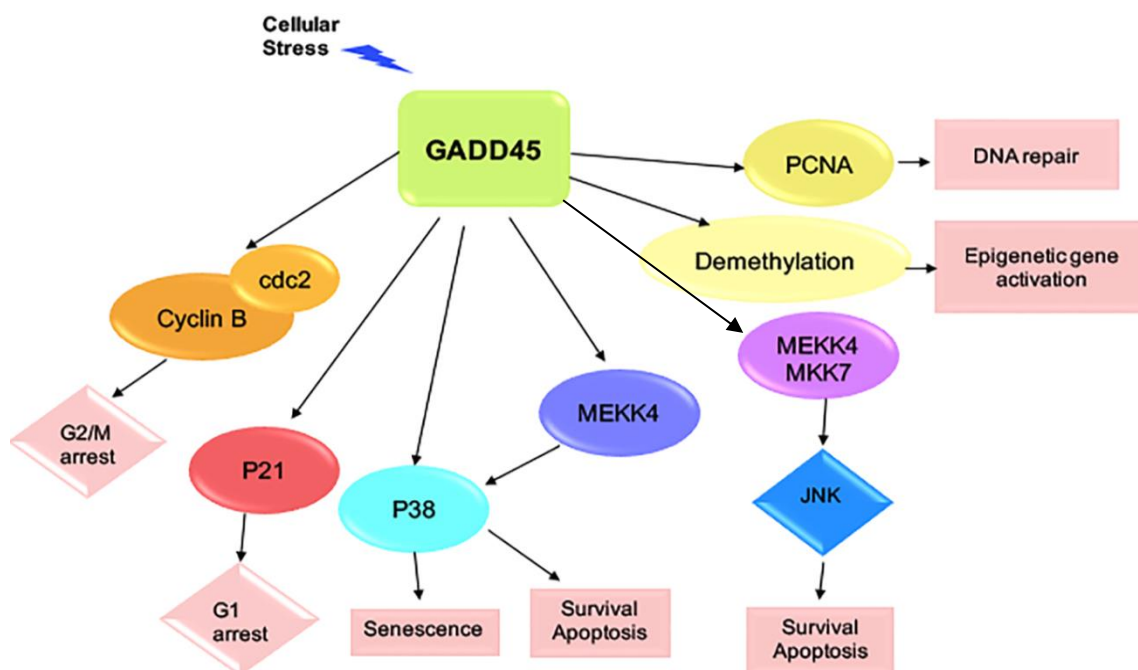 Cellular
Stress
GADD45
PCNA
DNA repair
Demethylation
Epigenetic gene
activation
cdc2
Cyclin B
MEKK4
MKK7
MEKK4
G2/M
arrest
P21
P38
JNK
G1
arrest
Senescence
Survival
Apoptosis
Survival
Apoptosis